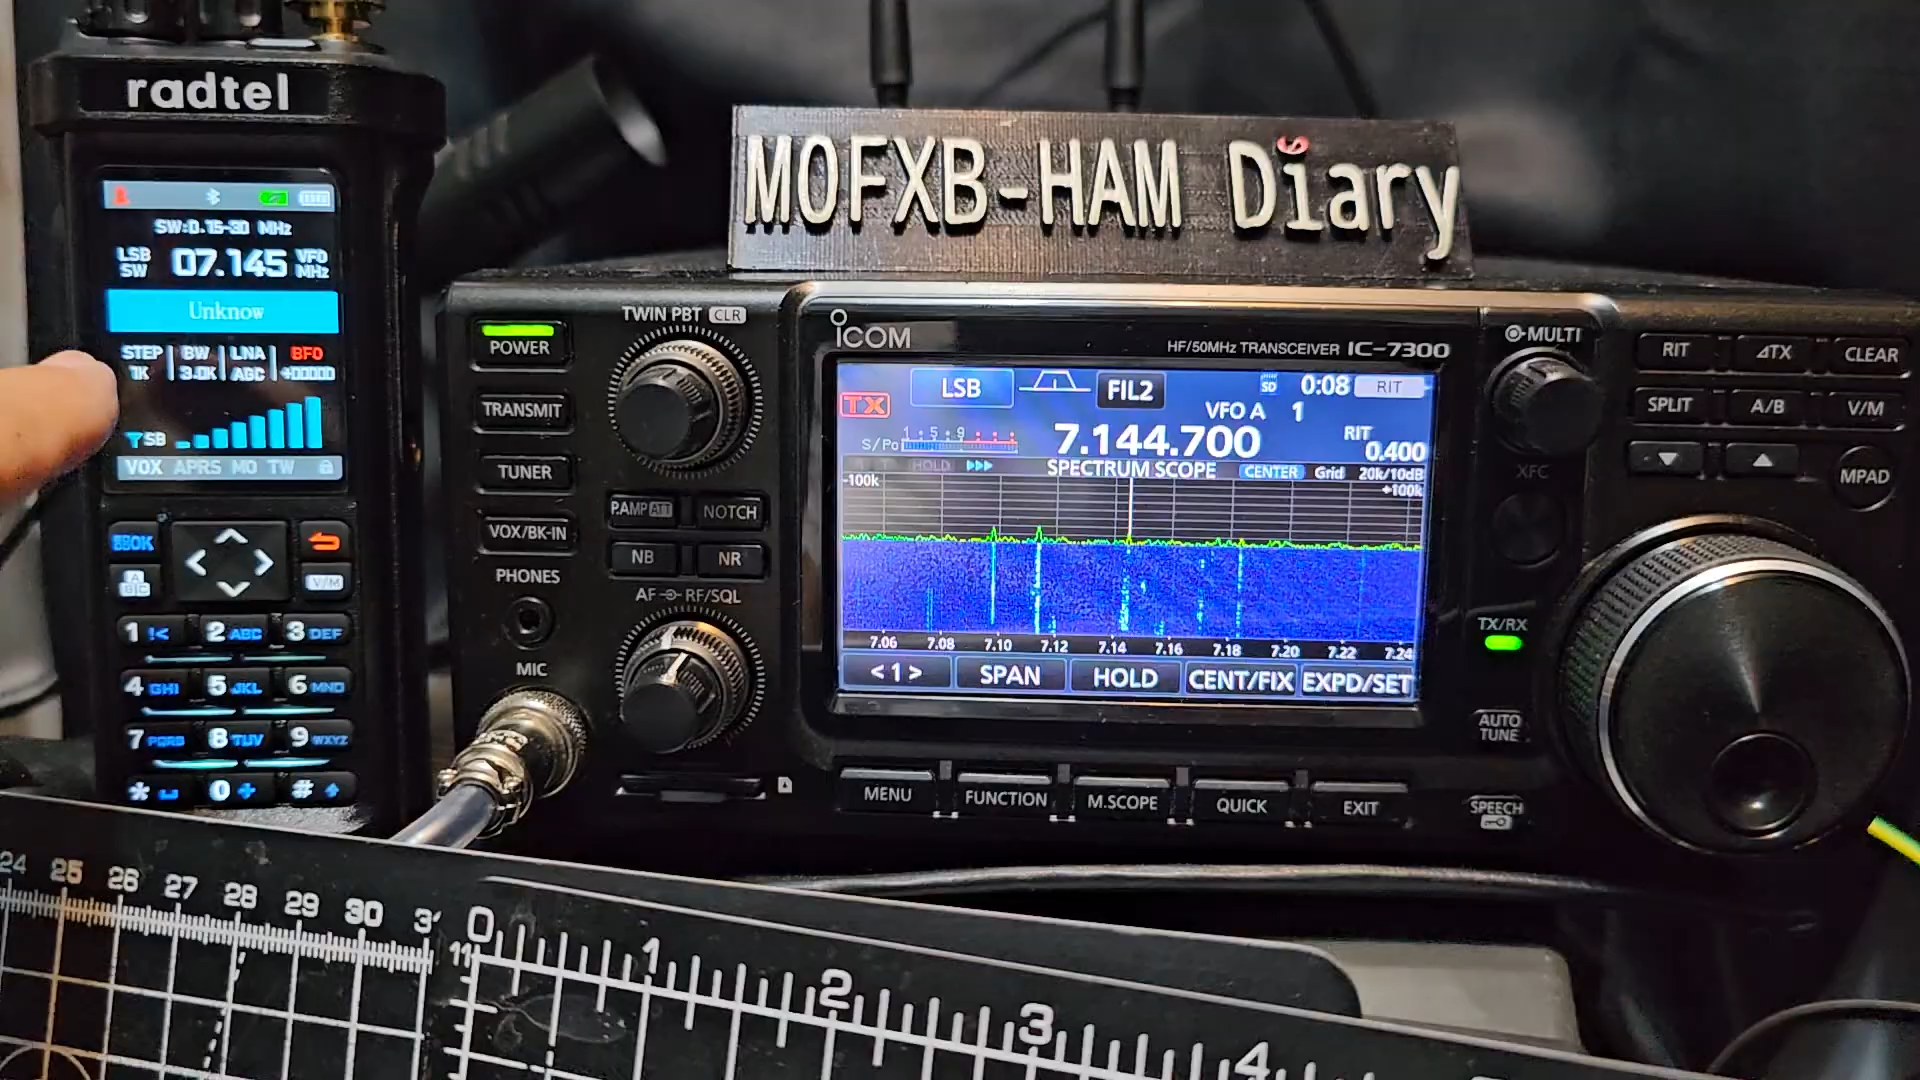 radtel
SW:0.15-30 MHz
LSB SW 07.145 VFO MHz
Unknow
STEP 1K BW 3.0K LNA AGC BFO +00000
SB
VOX APRS MO TW
OK
A B C
V/M
1 !< 2 ABC 3 DEF
4 GHI 5 JKL 6 MNO
7 PQRS 8 TUV 9 WXYZ
* 0 + #
M0FXB-HAM Diary
ICOM
HF/50MHz TRANSCEIVER IC-7300
POWER
TRANSMIT
TUNER
VOX/BK-IN
PHONES
MIC
TWIN PBT CLR
P.AMP ATT NOTCH
NB NR
AF RF/SQL
TX LSB FIL2 SD 0:08 RIT
VFO A 1
S/Po 1 5 9 7.144.700 RIT 0.400
HOLD SPECTRUM SCOPE CENTER Grid 20k/10dB
-100k +100k
7.06 7.08 7.10 7.12 7.14 7.16 7.18 7.20 7.22 7.24
<1> SPAN HOLD CENT/FIX EXPD/SET
MENU FUNCTION M.SCOPE QUICK EXIT
MULTI
XFC
TX/RX
AUTO TUNE
SPEECH
RIT ΔTX CLEAR
SPLIT A/B V/M
MPAD
24 25 26 27 28 29 30
11
0 1 2 3 4